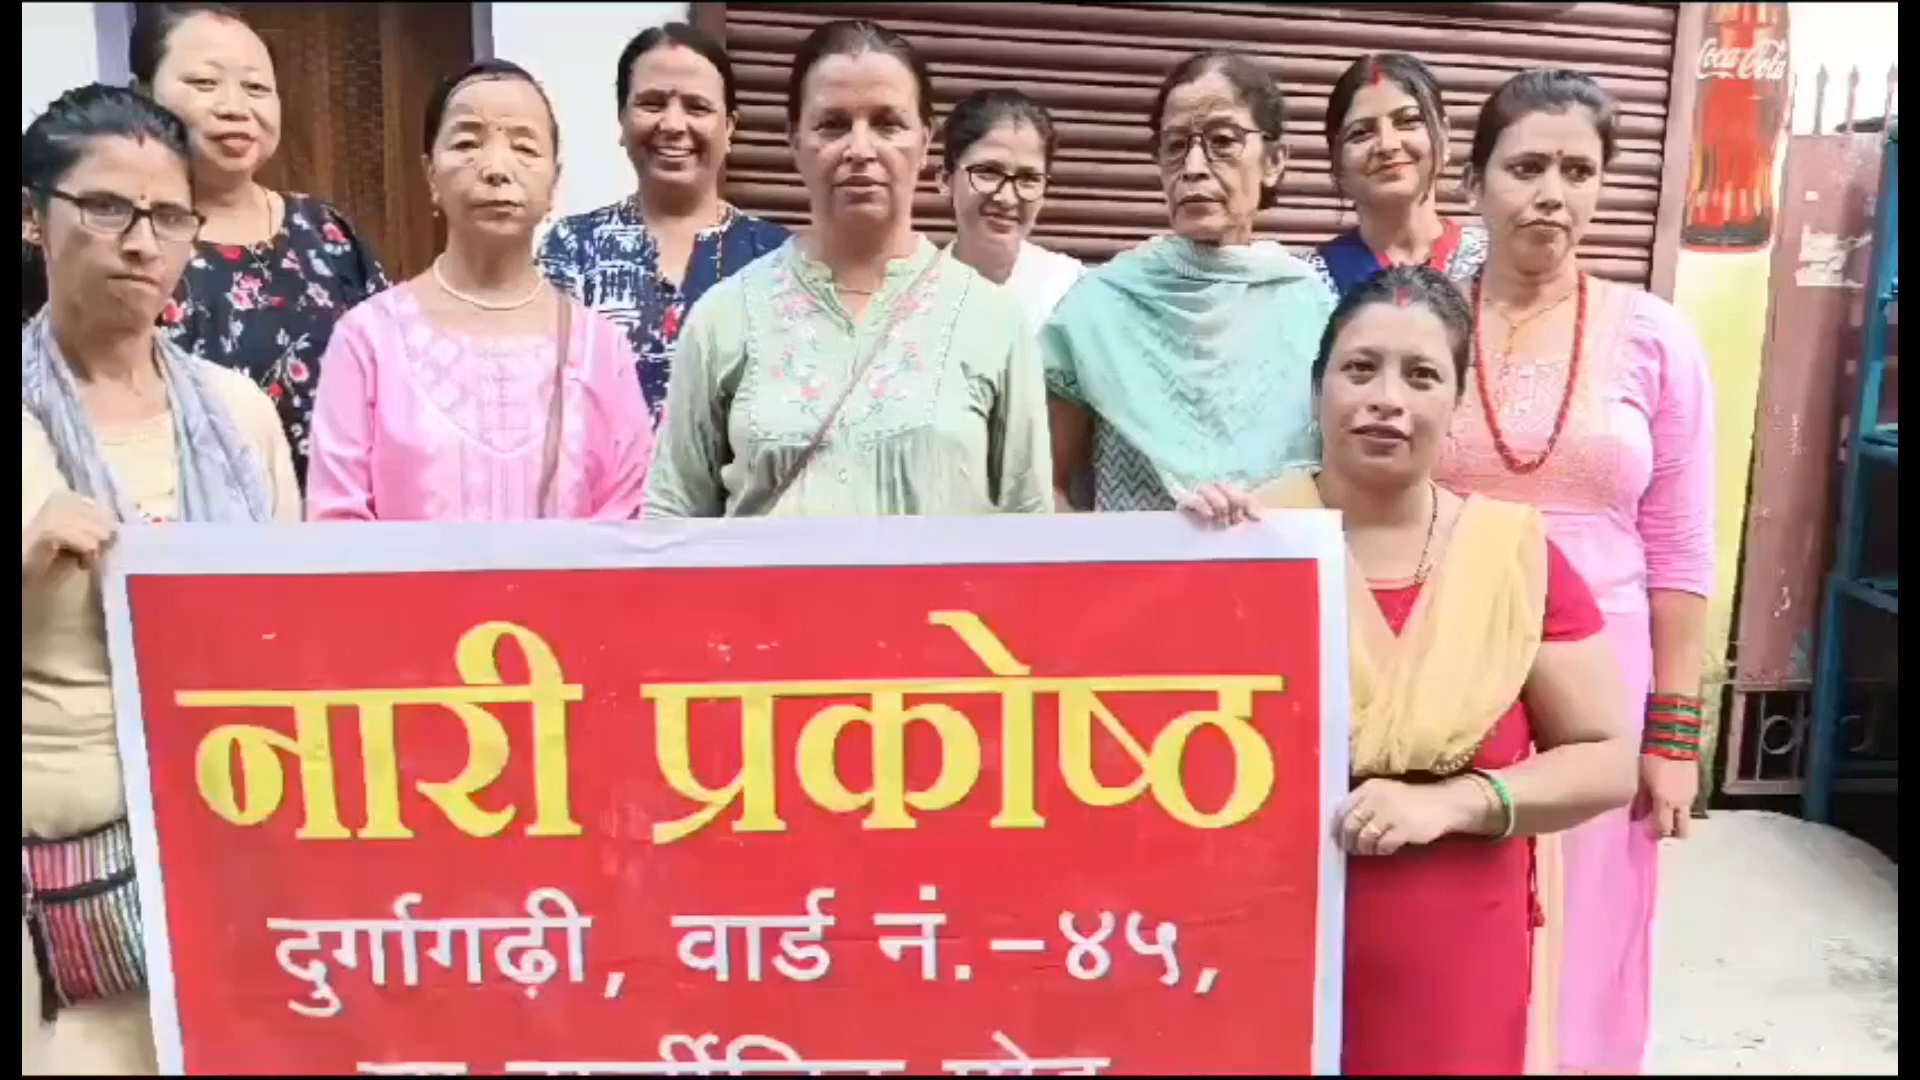 Coca-Cola
नारी प्रकोष्ठ
दुर्गागढ़ी, वार्ड नं.-४५,